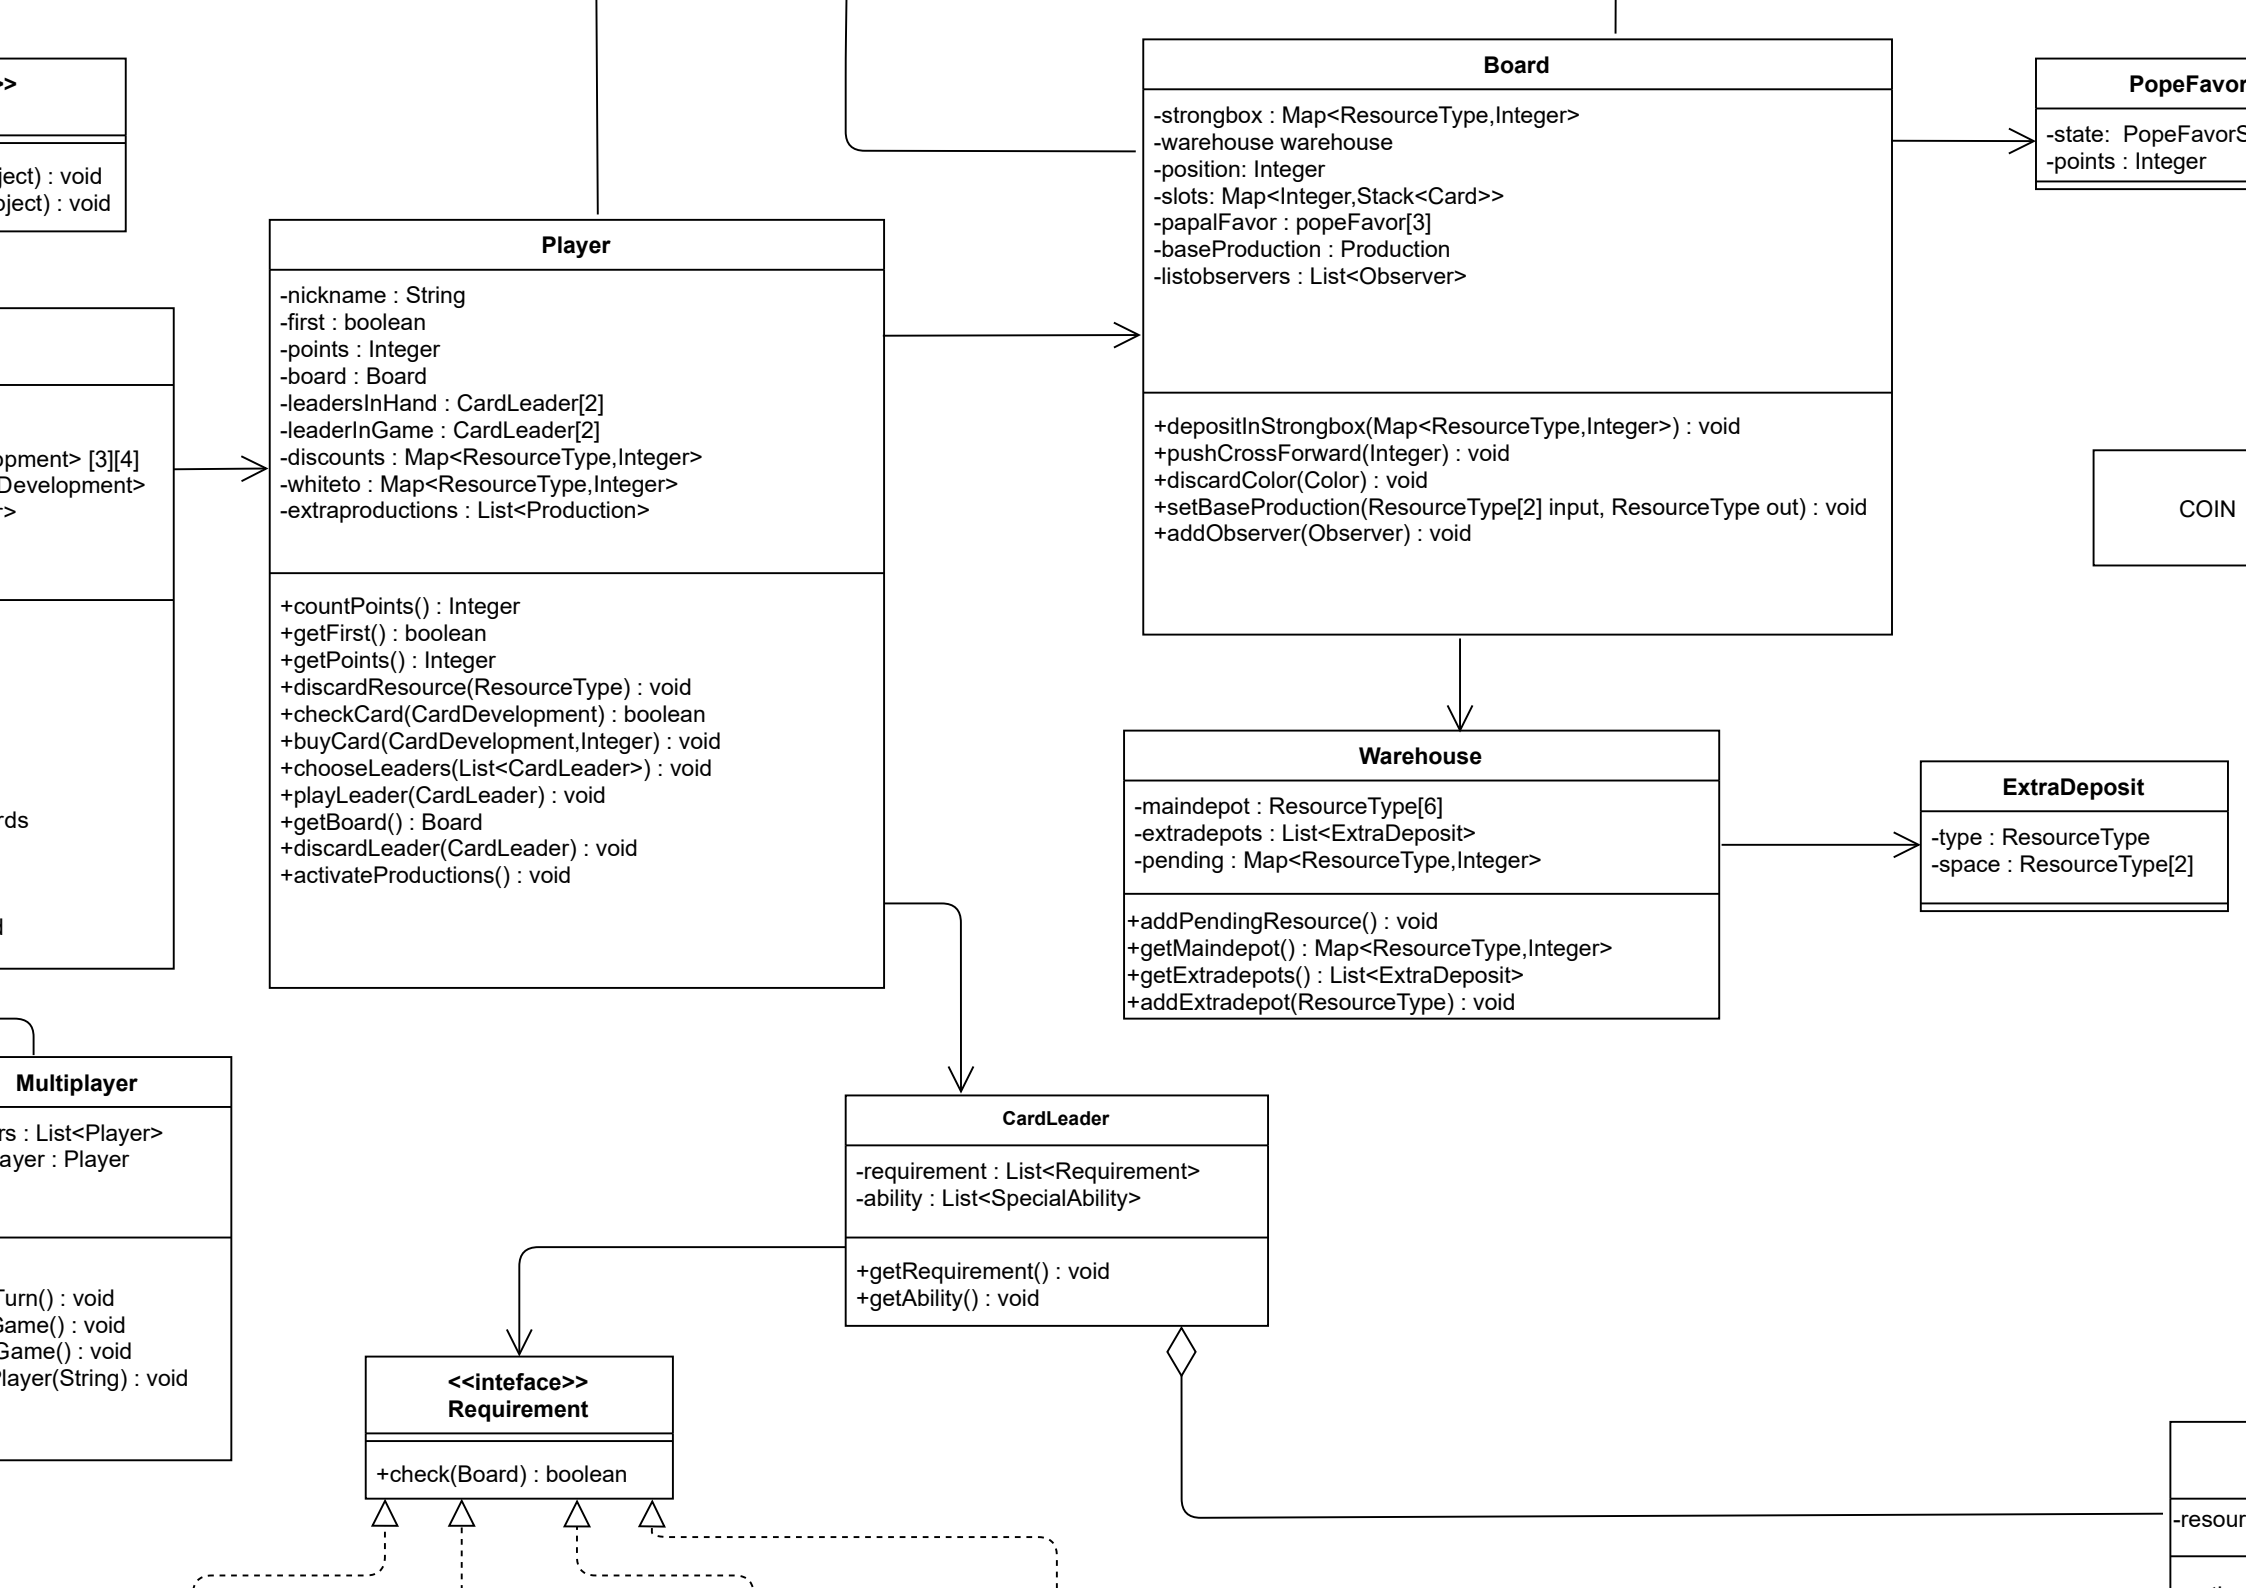 >>
ject) : void
bject) : void
opment> [3][4]
Development>
r>
rds
d
Player
-nickname : String
-first : boolean
-points : Integer
-board : Board
-leadersInHand : CardLeader[2]
-leaderInGame : CardLeader[2]
-discounts : Map<ResourceType,Integer>
-whiteto : Map<ResourceType,Integer>
-extraproductions : List<Production>
+countPoints() : Integer
+getFirst() : boolean
+getPoints() : Integer
+discardResource(ResourceType) : void
+checkCard(CardDevelopment) : boolean
+buyCard(CardDevelopment,Integer) : void
+chooseLeaders(List<CardLeader>) : void
+playLeader(CardLeader) : void
+getBoard() : Board
+discardLeader(CardLeader) : void
+activateProductions() : void
Board
-strongbox : Map<ResourceType,Integer>
-warehouse warehouse
-position: Integer
-slots: Map<Integer,Stack<Card>>
-papalFavor : popeFavor[3]
-baseProduction : Production
-listobservers : List<Observer>
+depositInStrongbox(Map<ResourceType,Integer>) : void
+pushCrossForward(Integer) : void
+discardColor(Color) : void
+setBaseProduction(ResourceType[2] input, ResourceType out) : void
+addObserver(Observer) : void
PopeFavor
-state:  PopeFavorS
-points : Integer
COIN
Warehouse
-maindepot : ResourceType[6]
-extradepots : List<ExtraDeposit>
-pending : Map<ResourceType,Integer>
+addPendingResource() : void
+getMaindepot() : Map<ResourceType,Integer>
+getExtradepots() : List<ExtraDeposit>
+addExtradepot(ResourceType) : void
ExtraDeposit
-type : ResourceType
-space : ResourceType[2]
Multiplayer
rs : List<Player>
ayer : Player
Turn() : void
Game() : void
Game() : void
Player(String) : void
CardLeader
-requirement : List<Requirement>
-ability : List<SpecialAbility>
+getRequirement() : void
+getAbility() : void
<<inteface>>
Requirement
+check(Board) : boolean
-resour